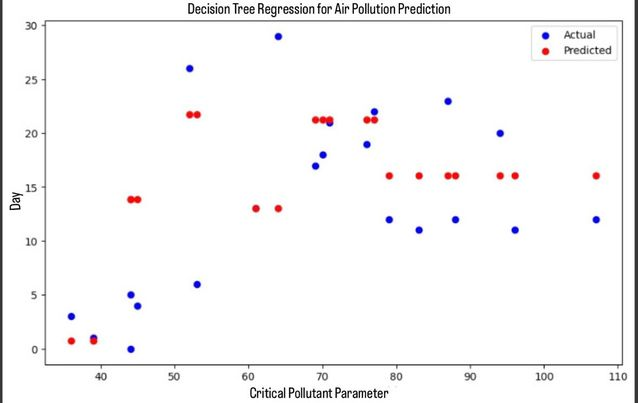 Decision Tree Regression for Air Pollution Prediction
Actual
Predicted
30
25
20
15
10
5
0
Day
40 50 60 70 80 90 100 110
Critical Pollutant Parameter